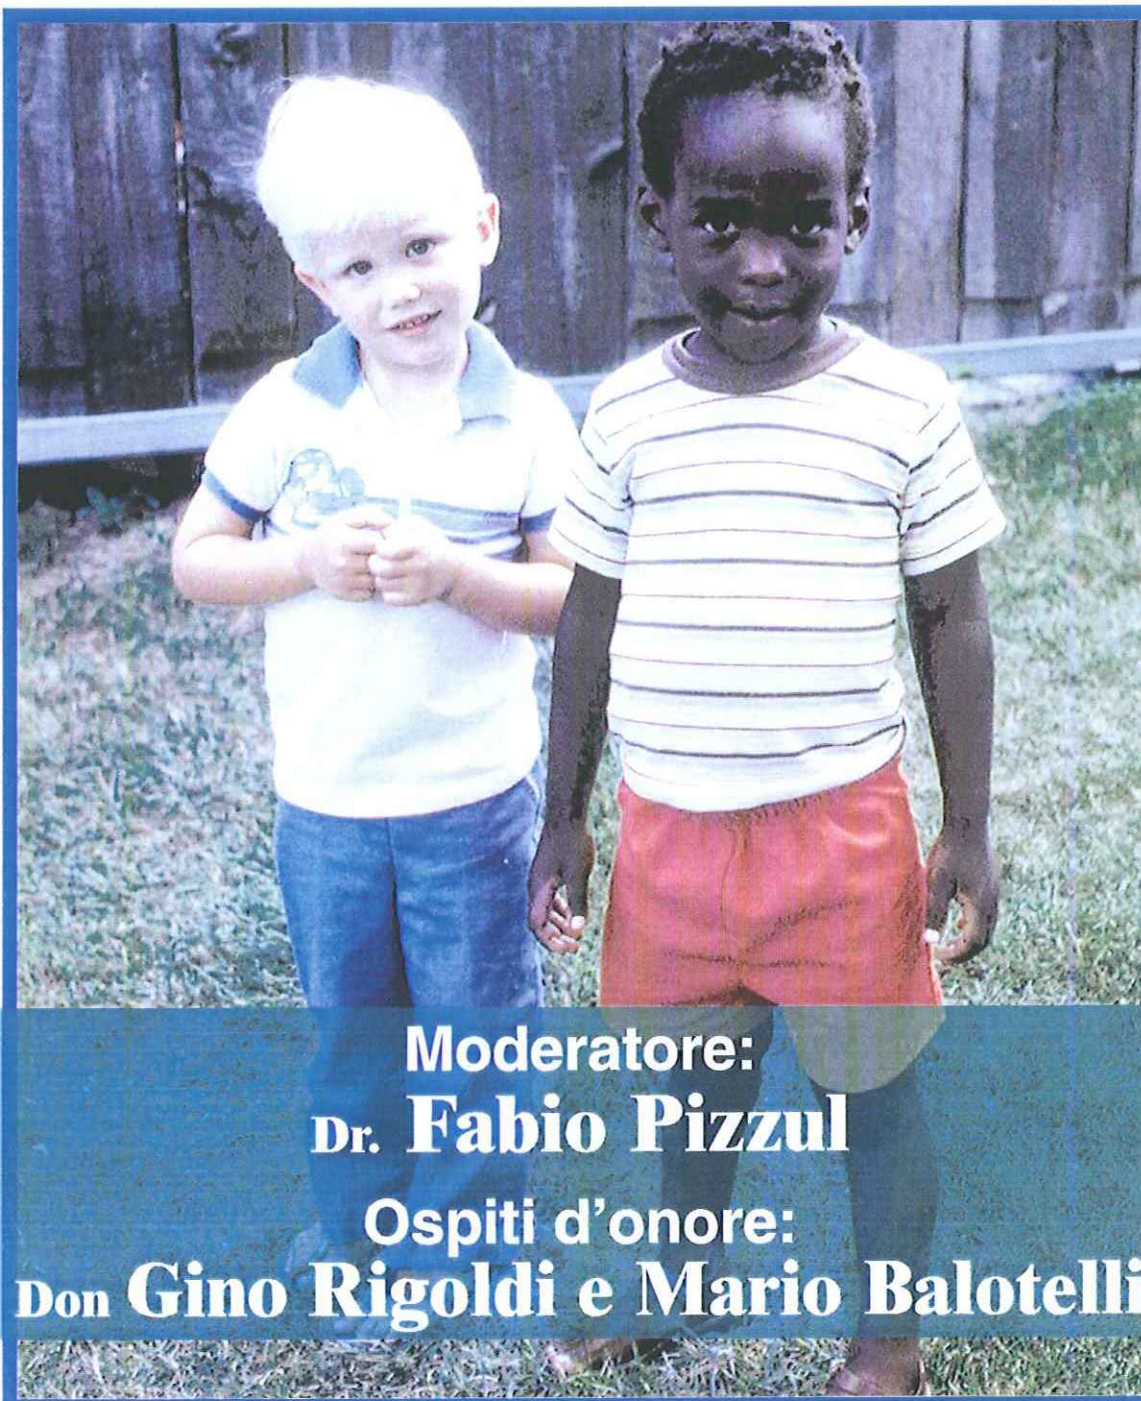 Moderatore:
Dr. Fabio Pizzul
Ospiti d'onore:
Don Gino Rigoldi e Mario Balotelli